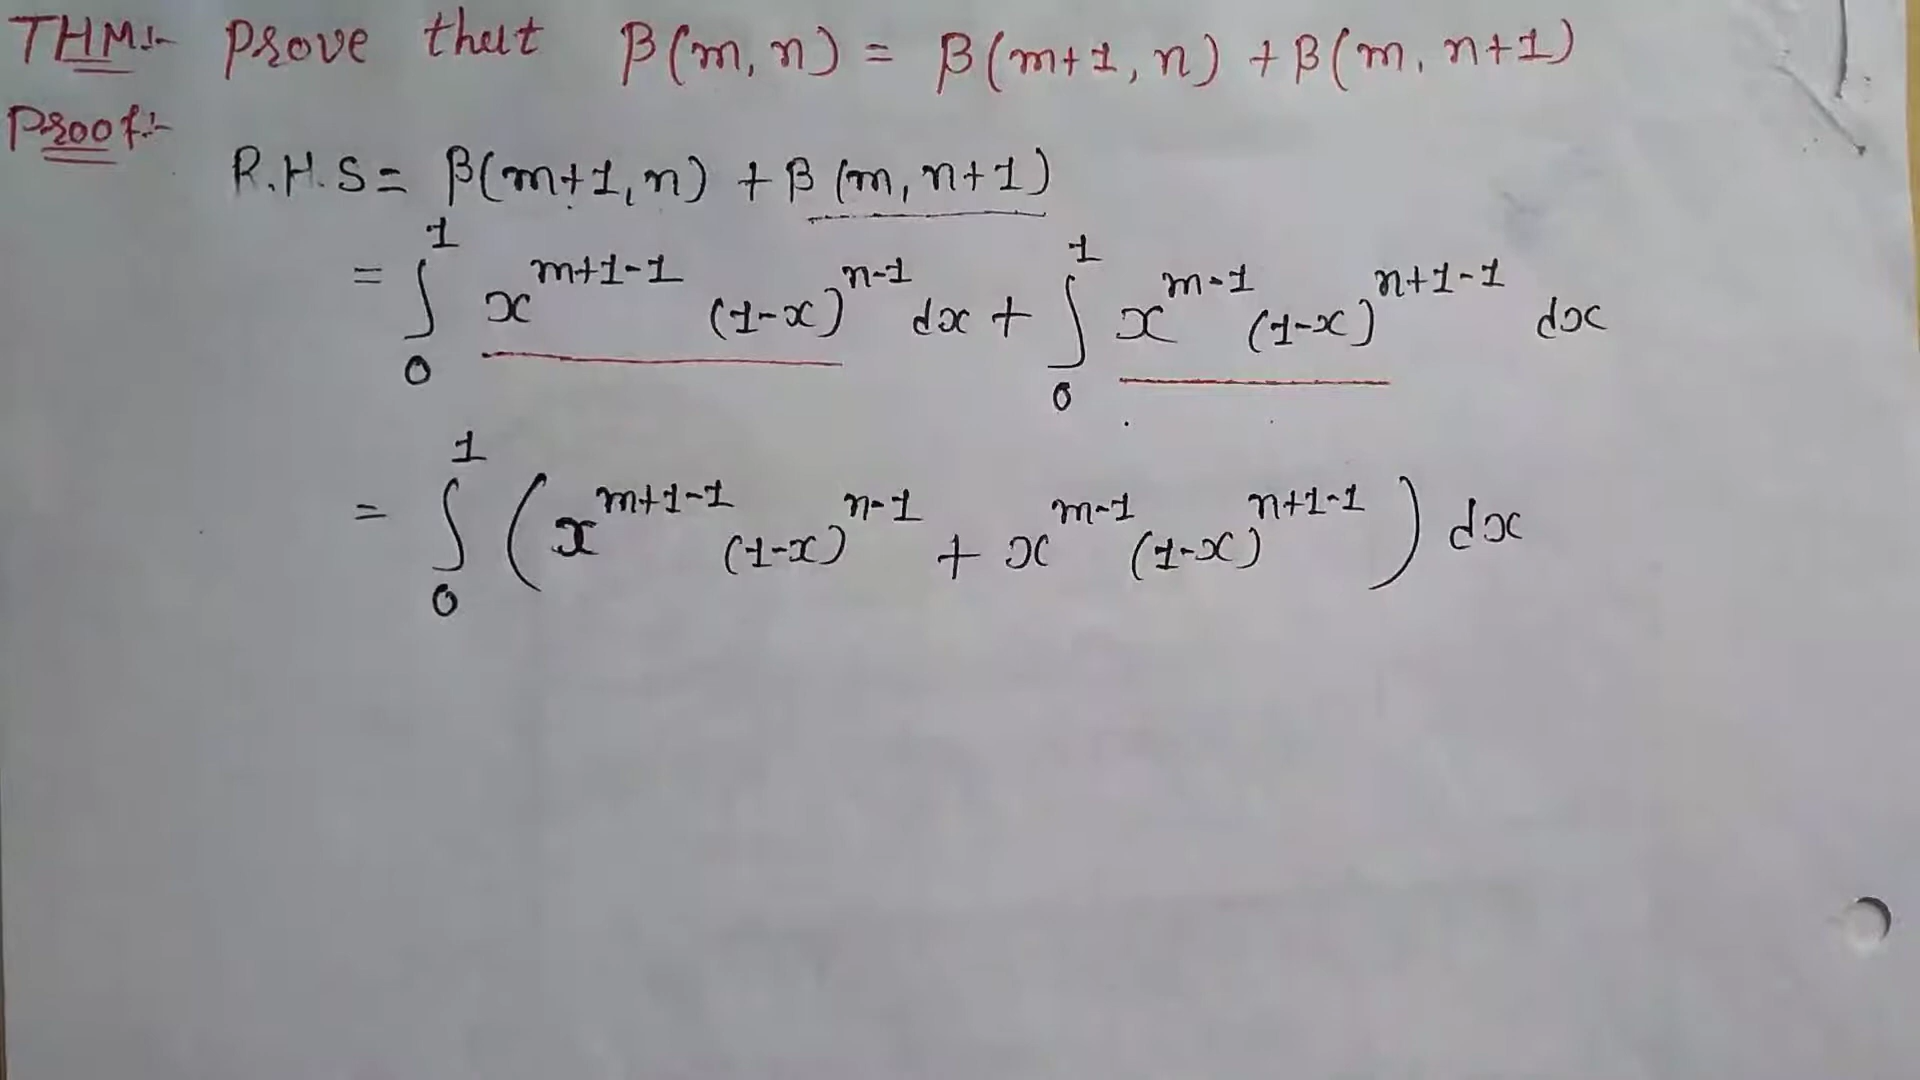 THM:- Prove that β(m, n) = β(m+1, n) + β(m, n+1)
Proof:-
R.H.S = β(m+1, n) + β(m, n+1)
= ∫₀¹ x^{m+1-1} (1-x)^{n-1} dx + ∫₀¹ x^{m-1} (1-x)^{n+1-1} dx
= ∫₀¹ (x^{m+1-1} (1-x)^{n-1} + x^{m-1} (1-x)^{n+1-1}) dx